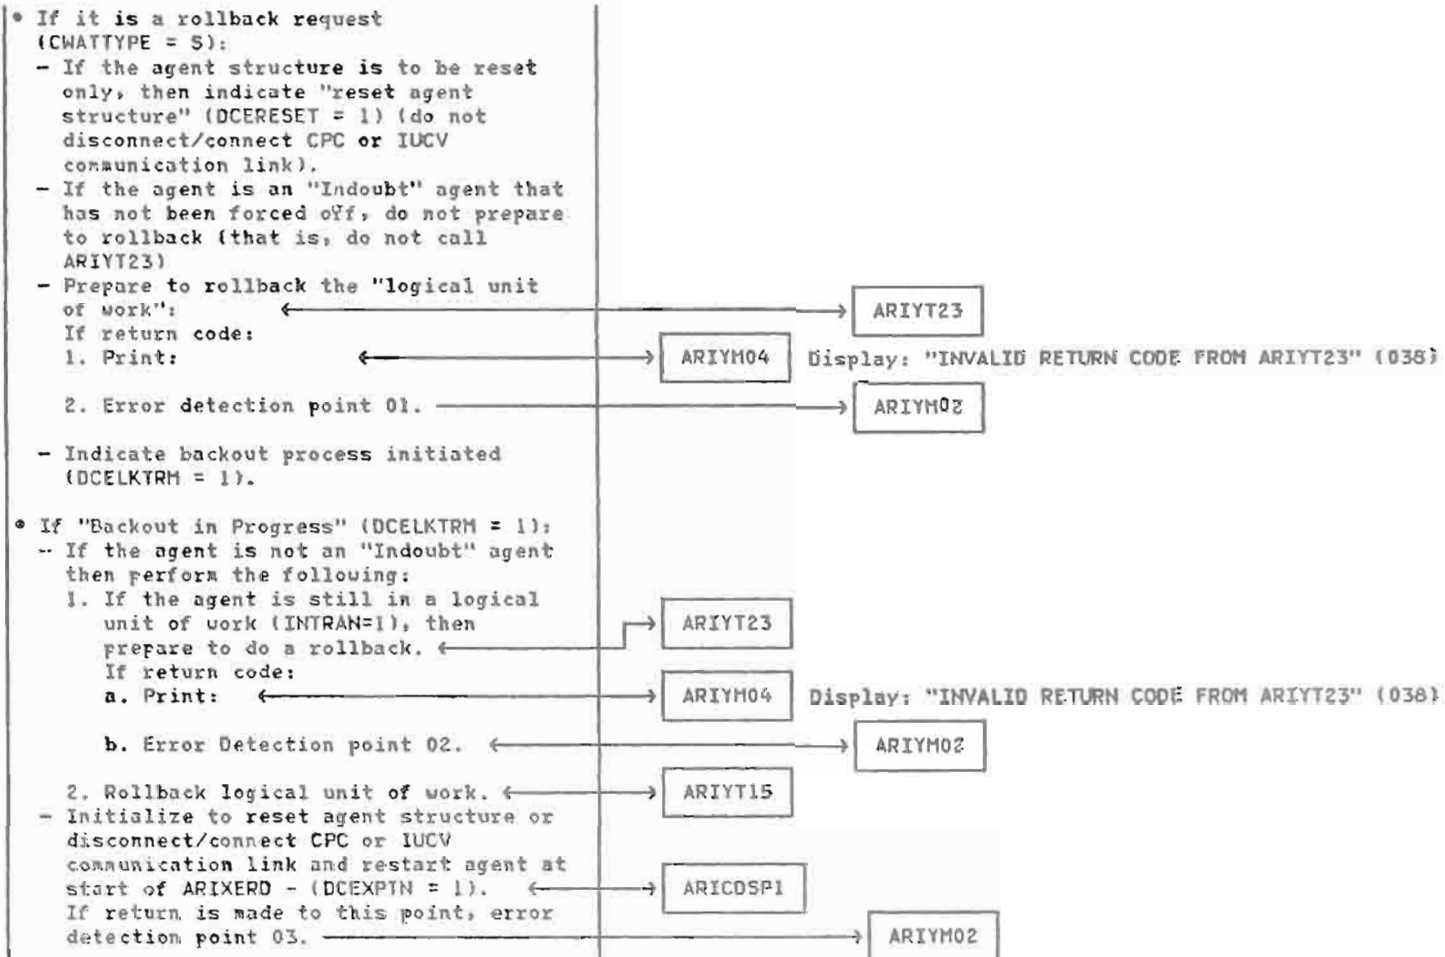 • If it is a rollback request
(CWATTYPE = S):
- If the agent structure is to be reset
only, then indicate "reset agent
structure" (DCERESET = 1) (do not
disconnect/connect CPC or IUCV
communication link).
- If the agent is an "Indoubt" agent that
has not been forced off, do not prepare
to rollback (that is, do not call
ARIYT23)
- Prepare to rollback the "logical unit
of work": ARIYT23
If return code:
1. Print: ARIYM04 Display: "INVALID RETURN CODE FROM ARIYT23" (038)
2. Error detection point 01. ARIYM02
- Indicate backout process initiated
(DCELKTRM = 1).
• If "Backout in Progress" (DCELKTRM = 1):
- If the agent is not an "Indoubt" agent
then perform the following:
1. If the agent is still in a logical
unit of work (INTRAN=1), then ARIYT23
prepare to do a rollback.
If return code:
a. Print: ARIYM04 Display: "INVALID RETURN CODE FROM ARIYT23" (038)
b. Error Detection point 02. ARIYM02
2. Rollback logical unit of work. ARIYT15
- Initialize to reset agent structure or
disconnect/connect CPC or IUCV
communication link and restart agent at
start of ARIXERD - (DCEXPTN = 1). ARICDSP1
If return is made to this point, error
detection point 03. ARIYM02